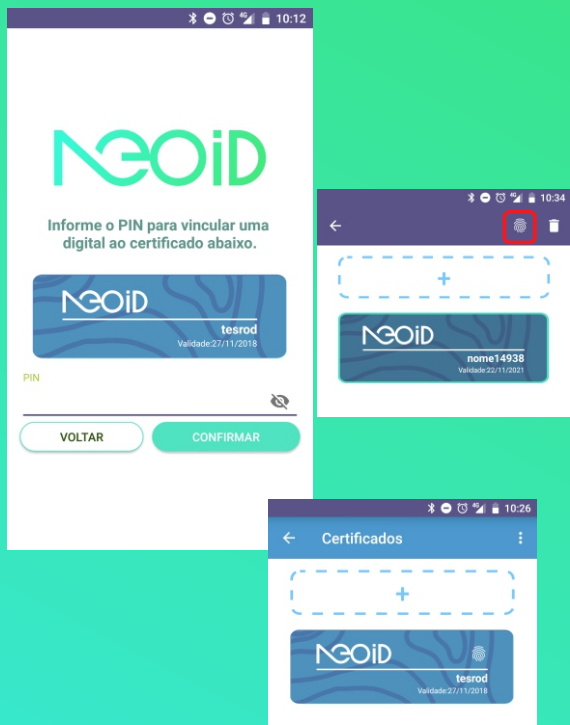 10:12
NEOiD
Informe o PIN para vincular uma
digital ao certificado abaixo.
NEOiD
tesrod
Validade:27/11/2018
PIN
VOLTAR
CONFIRMAR
4G 10:34
+
NEOiD
nome14938
Validade:22/11/2021
4G 10:26
Certificados
+
NEOiD
tesrod
Validade:27/11/2018